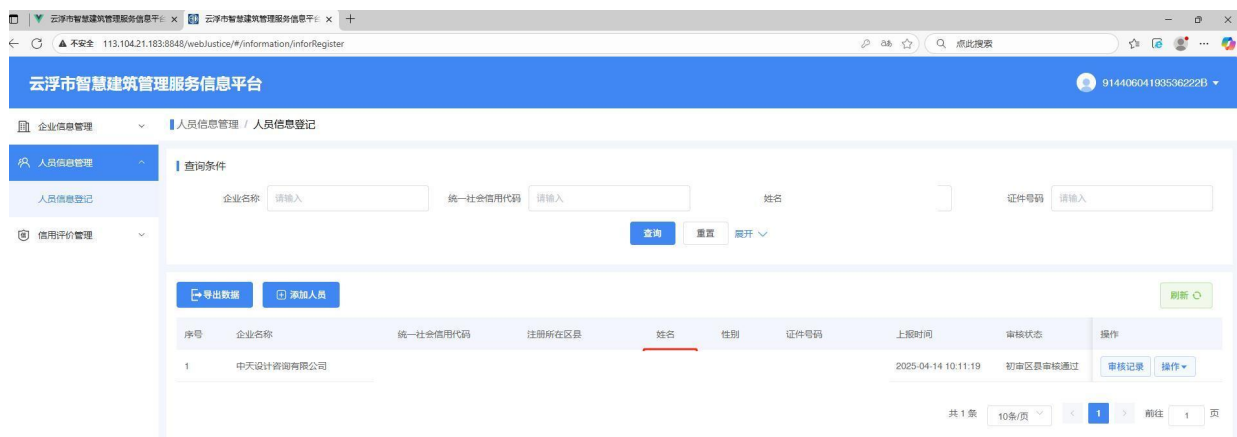 云浮市智慧建筑管理服务信息平台 云浮市智慧建筑管理服务信息平台
不安全 113.104.21.183:8848/webJustice/#/information/inforRegister 点此搜索
云浮市智慧建筑管理服务信息平台 91440604193536222B
企业信息管理 人员信息管理 / 人员信息登记
人员信息管理 查询条件
人员信息登记 企业名称 请输入 统一社会信用代码 请输入 姓名 证件号码 请输入
信用评价管理 查询 重置 展开
导出数据 添加人员 刷新
序号 企业名称 统一社会信用代码 注册所在区县 姓名 性别 证件号码 上报时间 审核状态 操作
1 中天设计咨询有限公司 2025-04-14 10:11:19 初审区县审核通过 审核记录 操作
共 1 条 10条/页 1 前往 1 页